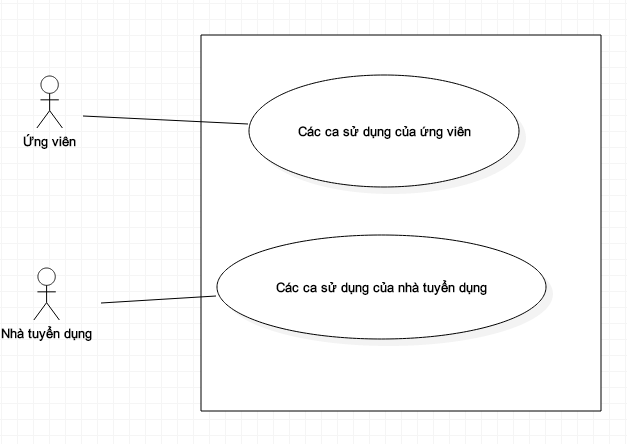 Các ca sử dụng của ứng viên
Ứng viên
Các ca sử dụng của nhà tuyển dụng
Nhà tuyển dụng